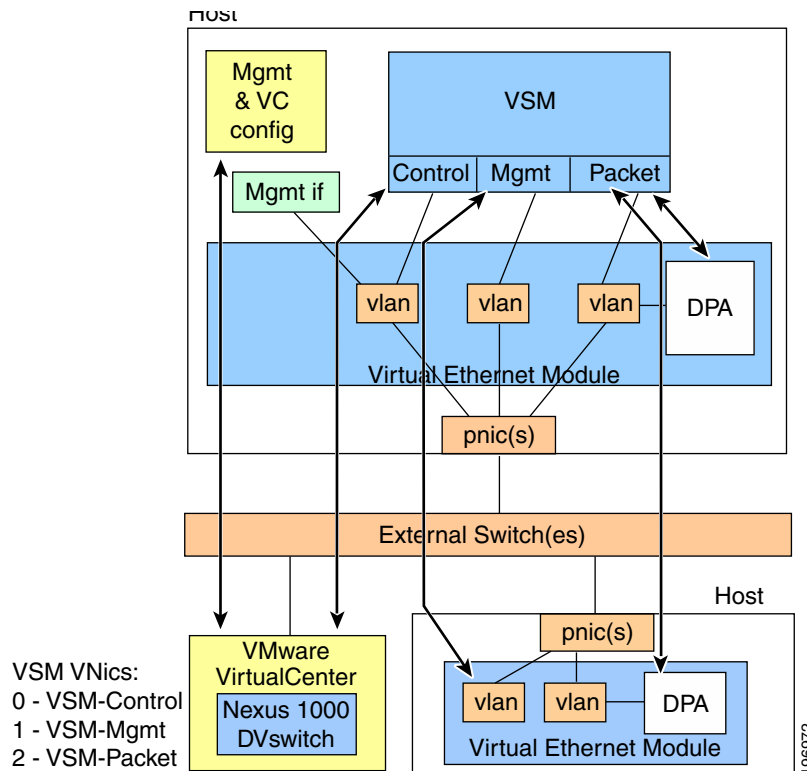 Host
Mgmt
& VC
config
VSM
Control
Mgmt
Packet
Mgmt if
vlan
vlan
vlan
DPA
Virtual Ethernet Module
pnic(s)
External Switch(es)
Host
VMware
VirtualCenter
Nexus 1000
DVswitch
pnic(s)
vlan
vlan
DPA
Virtual Ethernet Module
VSM VNics:
0 - VSM-Control
1 - VSM-Mgmt
2 - VSM-Packet